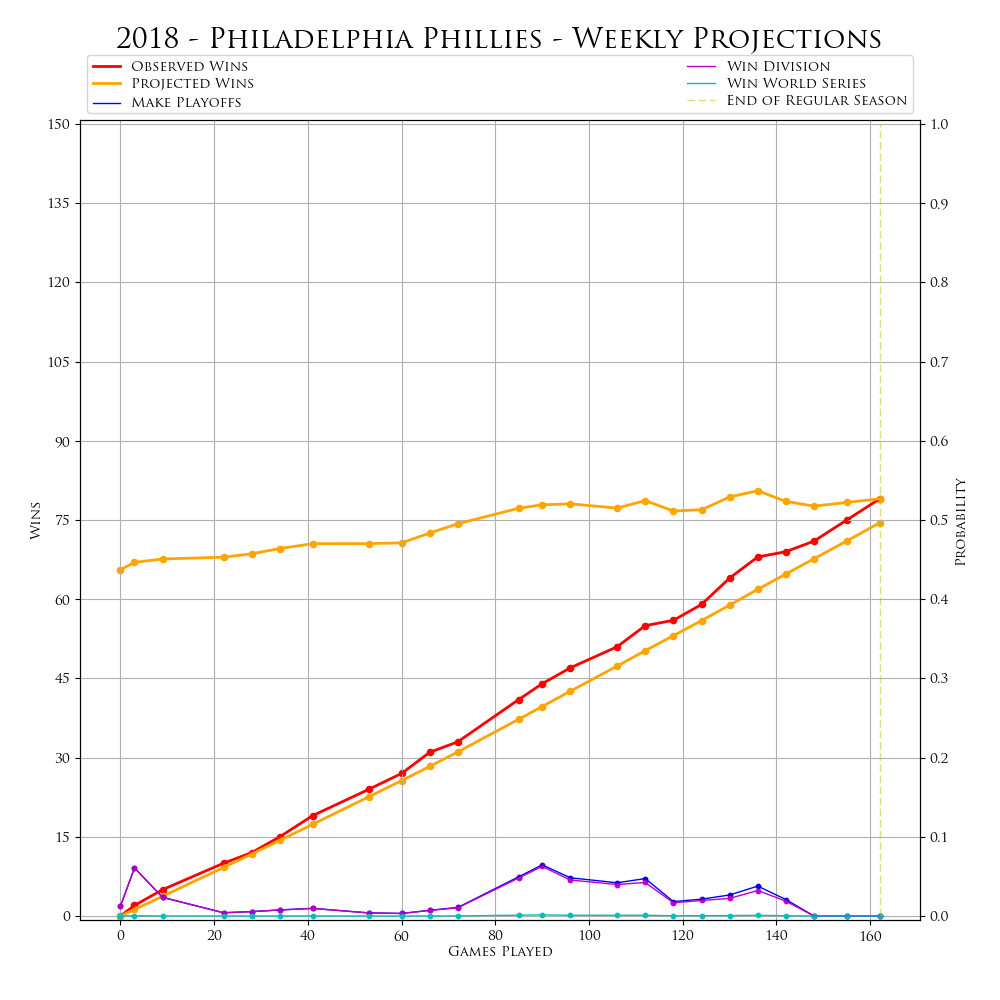 2018 - Philadelphia Phillies - Weekly Projections
Observed Wins
Projected Wins
Make Playoffs
Win Division
Win World Series
End of Regular Season
150
135
120
105
90
75
60
45
30
15
0
Wins
1.0
0.9
0.8
0.7
0.6
0.5
0.4
0.3
0.2
0.1
0.0
Probability
0 20 40 60 80 100 120 140 160
Games Played